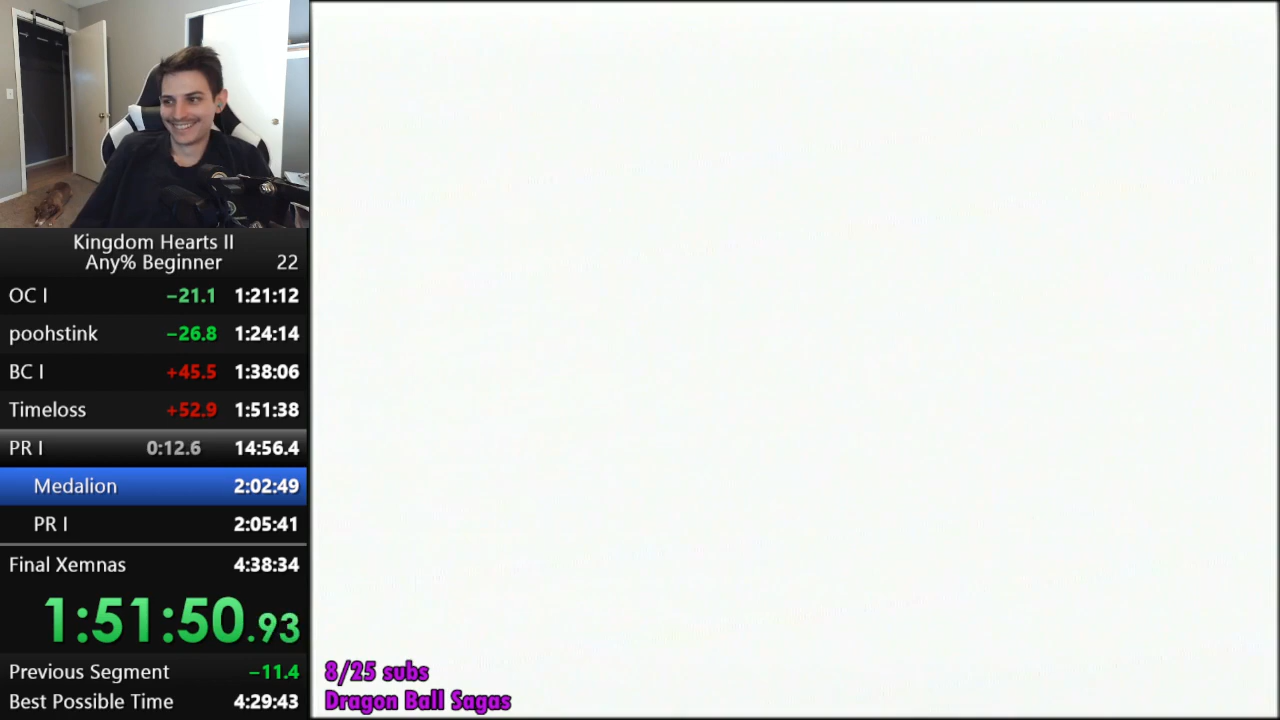 Kingdom Hearts II
Any% Beginner 22
OC I -21.1 1:21:12
poohstink -26.8 1:24:14
BC I +45.5 1:38:06
Timeloss +52.9 1:51:38
PR I 0:12.6 14:56.4
Medalion 2:02:49
PR I 2:05:41
Final Xemnas 4:38:34
1:51:50.93
Previous Segment -11.4
Best Possible Time 4:29:43
8/25 subs
Dragon Ball Sagas